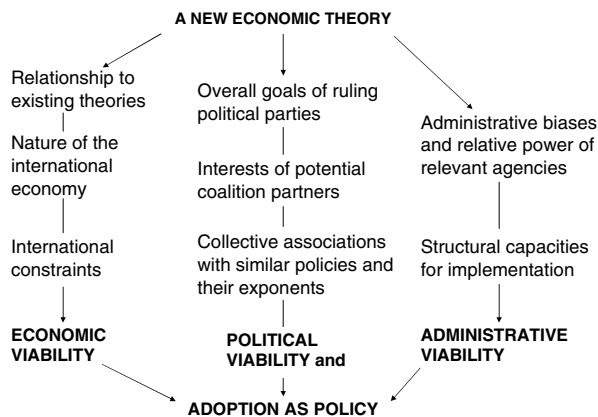 A NEW ECONOMIC THEORY
Relationship to
existing theories
Nature of the
international
economy
International
constraints
ECONOMIC
VIABILITY
Overall goals of ruling
political parties
Interests of potential
coalition partners
Collective associations
with similar policies and
their exponents
POLITICAL
VIABILITY and
Administrative biases
and relative power of
relevant agencies
Structural capacities
for implementation
ADMINISTRATIVE
VIABILITY
ADOPTION AS POLICY